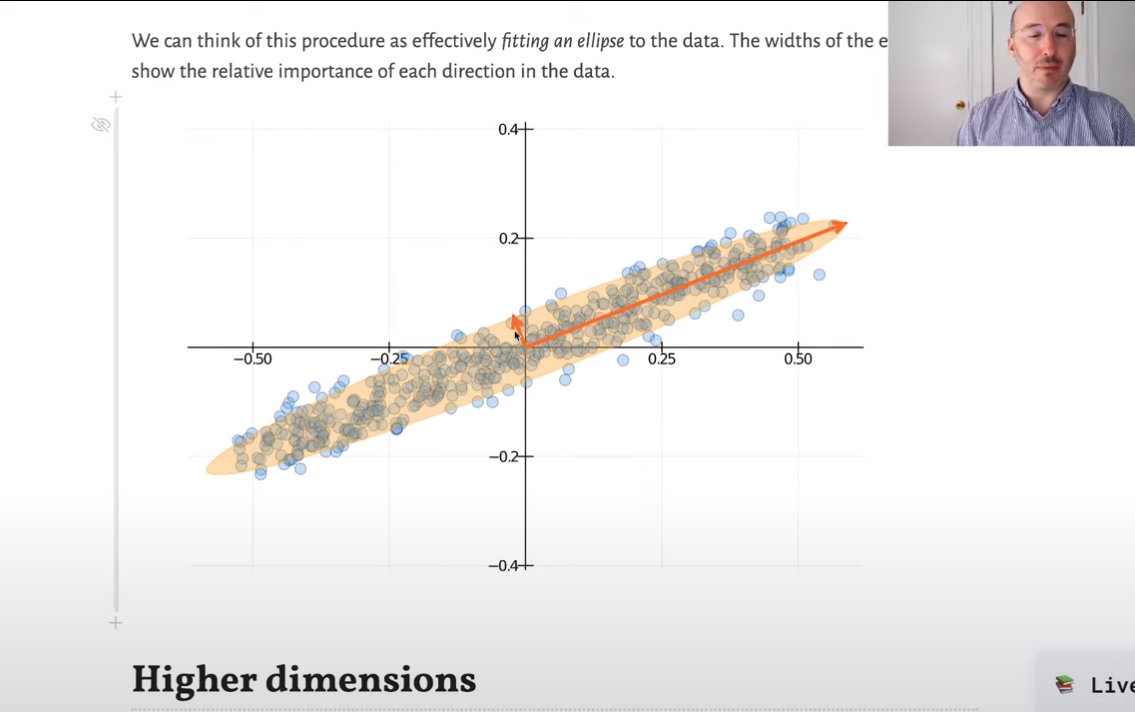 We can think of this procedure as effectively fitting an ellipse to the data. The widths of the e
show the relative importance of each direction in the data.
0.4
0.2
−0.50
−0.25
0.25
0.50
−0.2
−0.4
Higher dimensions
Live